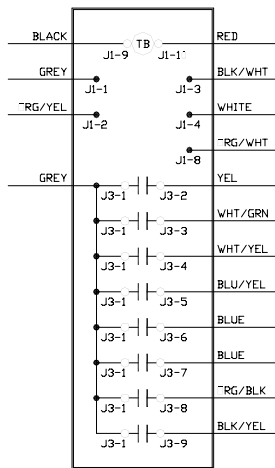 BLACK TB RED
J1-9 J1-11
GREY BLK/WHT
J1-1 J1-3
TRG/YEL WHITE
J1-2 J1-4
TRG/WHT
J1-8
GREY YEL
J3-1 J3-2
WHT/GRN
J3-1 J3-3
WHT/YEL
J3-1 J3-4
BLU/YEL
J3-1 J3-5
BLUE
J3-1 J3-6
BLUE
J3-1 J3-7
TRG/BLK
J3-1 J3-8
BLK/YEL
J3-1 J3-9